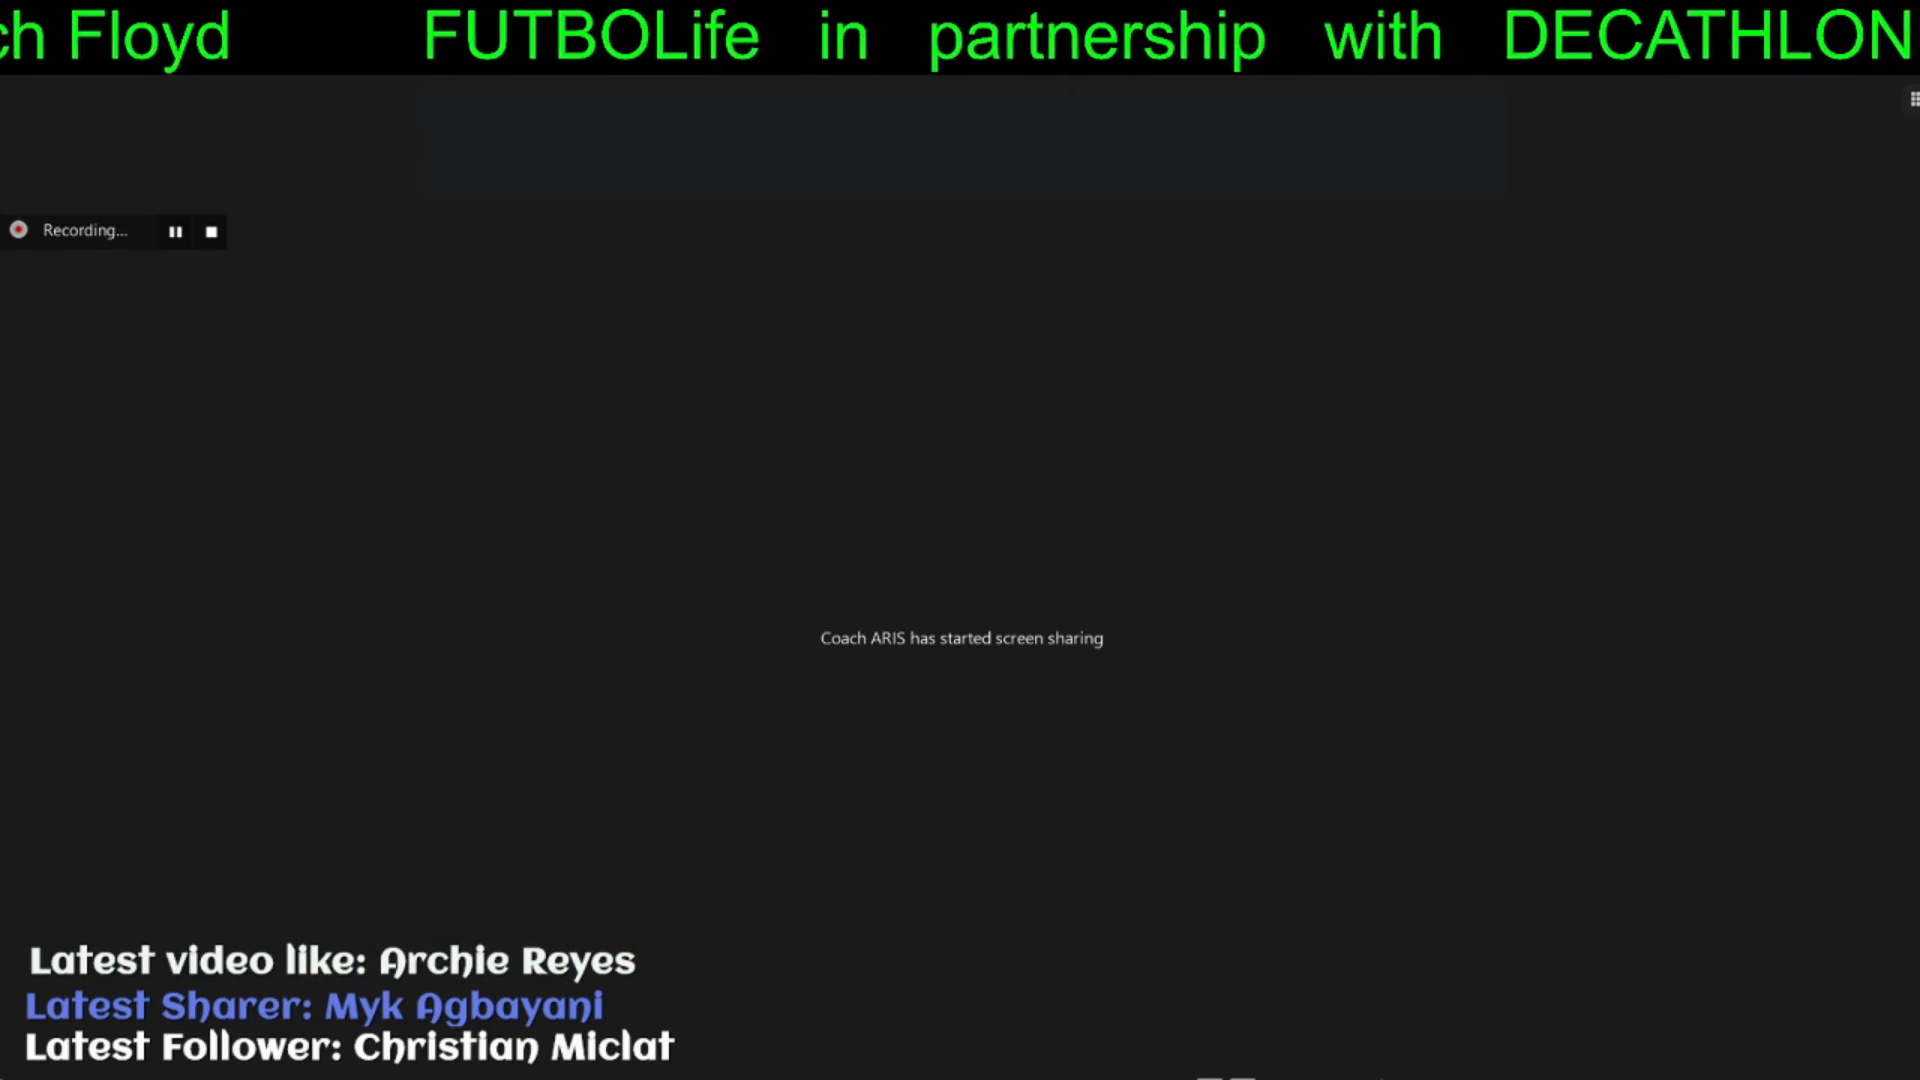 ch Floyd FUTBOLife in partnership with DECATHLON
Recording...
Coach ARIS has started screen sharing
Latest video like: Archie Reyes
Latest Sharer: Myk Agbayani
Latest Follower: Christian Miclat